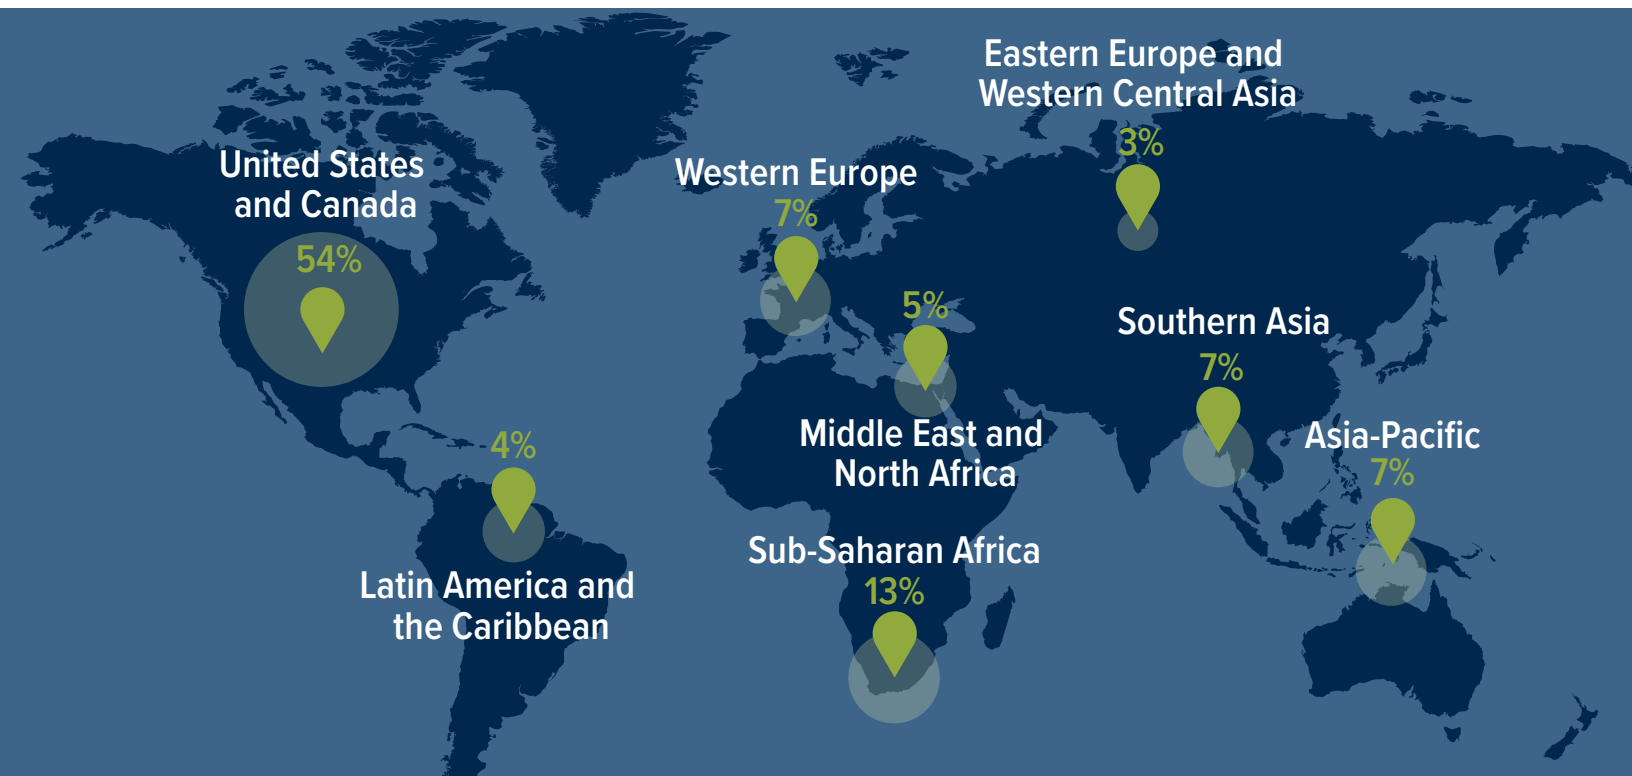 United States
and Canada
54%
Western Europe
7%
Eastern Europe and
Western Central Asia
3%
5%
Middle East and
North Africa
Southern Asia
7%
Asia-Pacific
7%
4%
Latin America and
the Caribbean
Sub-Saharan Africa
13%